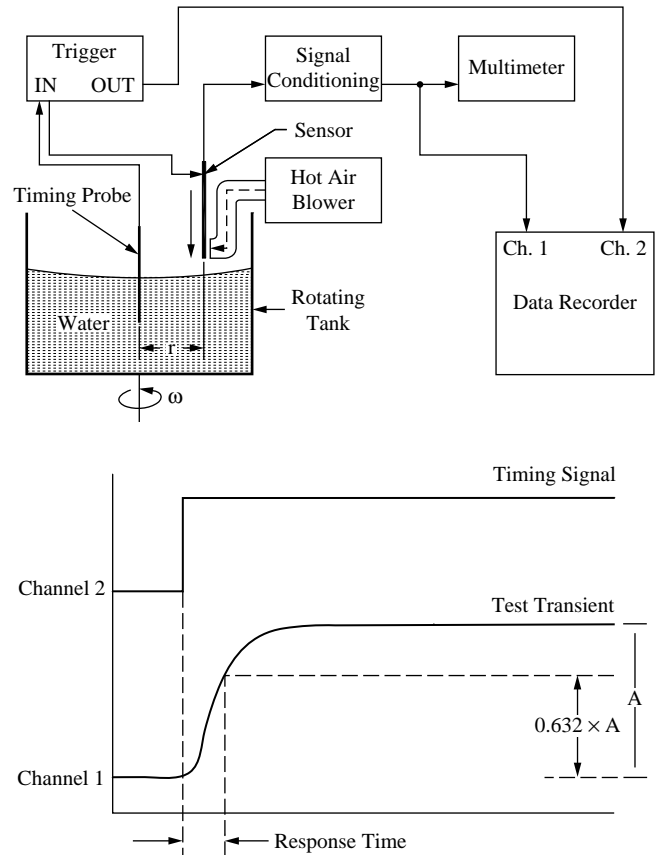 Trigger
IN OUT
Signal
Conditioning
Multimeter
Sensor
Timing Probe
Hot Air
Blower
Ch. 1 Ch. 2
Data Recorder
Rotating
Tank
Water
r
ω
Timing Signal
Channel 2
Test Transient
A
0.632 × A
Channel 1
Response Time